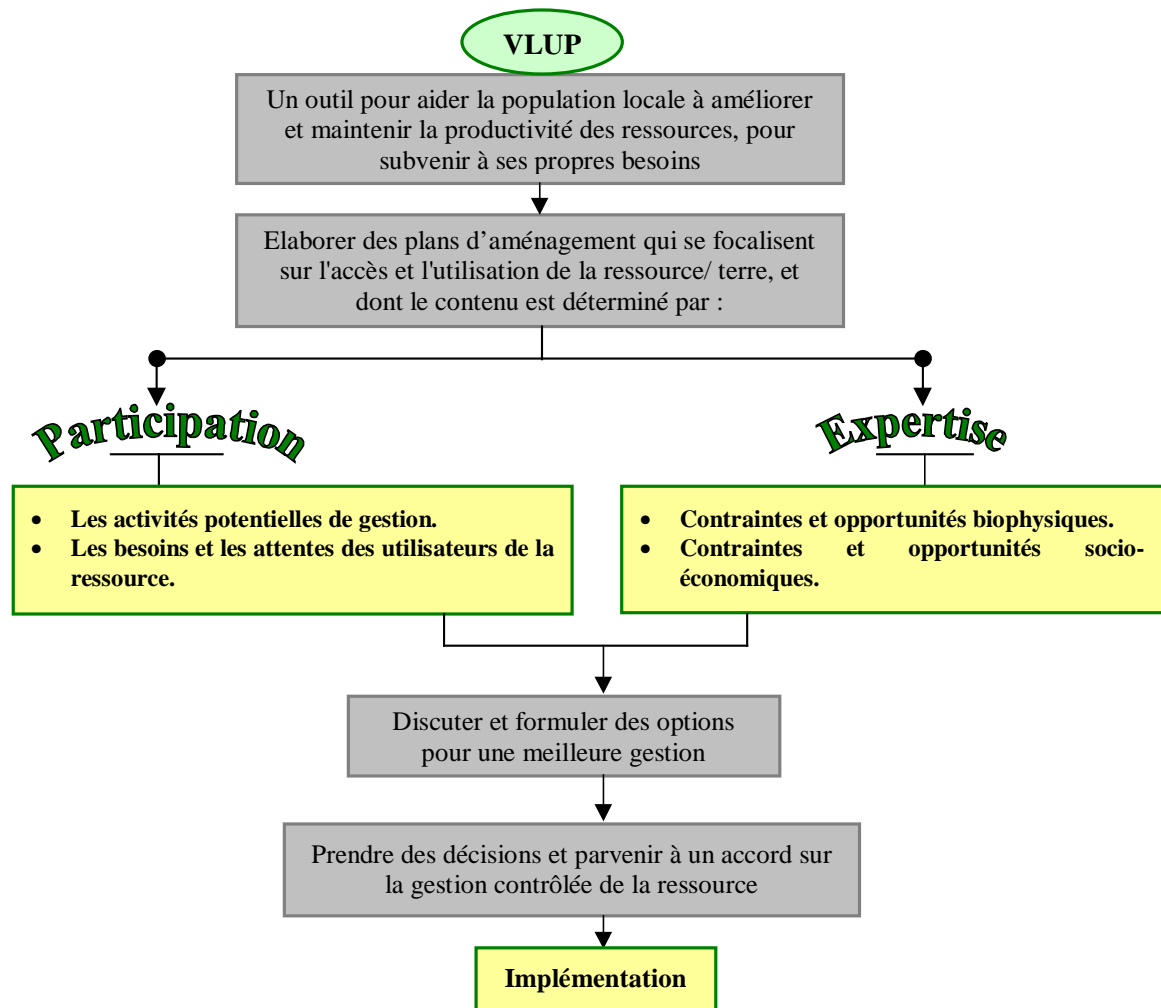 VLUP
Un outil pour aider la population locale à améliorer
et maintenir la productivité des ressources, pour
subvenir à ses propres besoins
Elaborer des plans d’aménagement qui se focalisent
sur l'accès et l'utilisation de la ressource/ terre, et
dont le contenu est déterminé par :
Participation
• Les activités potentielles de gestion.
• Les besoins et les attentes des utilisateurs de la
ressource.
Expertise
• Contraintes et opportunités biophysiques.
• Contraintes et opportunités socio-
économiques.
Discuter et formuler des options
pour une meilleure gestion
Prendre des décisions et parvenir à un accord sur
la gestion contrôlée de la ressource
Implémentation